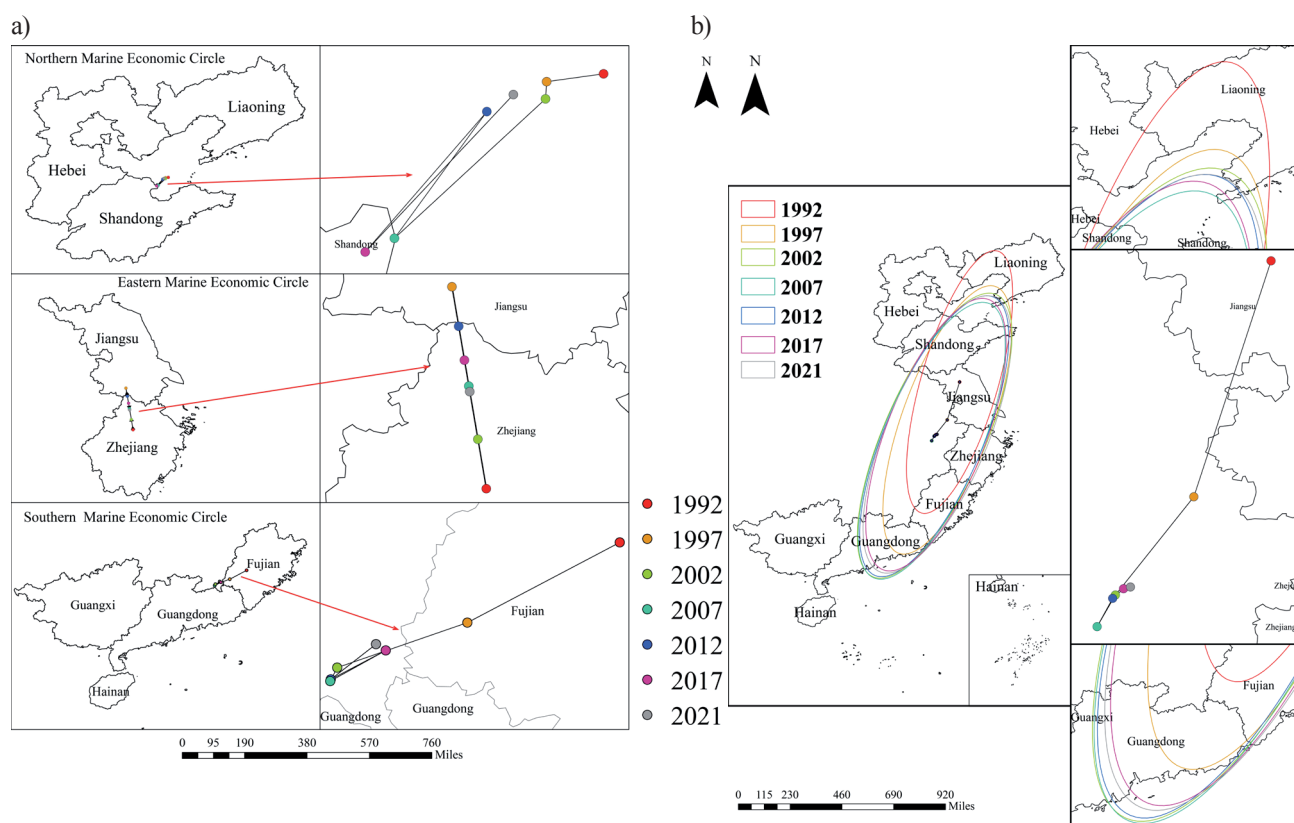 a)
Northern Marine Economic Circle
Liaoning
Hebei
Shandong
Shandong
Eastern Marine Economic Circle
Jiangsu
Zhejiang
Jiangsu
Zhejiang
Southern Marine Economic Circle
Fujian
Guangxi
Guangdong
Hainan
Fujian
Guangdong
Guangdong
0 95 190 380 570 760
Miles
1992
1997
2002
2007
2012
2017
2021
b)
N
N
1992
1997
2002
2007
2012
2017
2021
Liaoning
Hebei
Shandong
Jiangsu
Zhejiang
Fujian
Guangxi
Guangdong
Hainan
Hainan
0 115 230 460 690 920
Miles
Liaoning
Hebei
Hebei
Shandong
Shandong
Jiangsu
Zhejiang
Fujian
Guangxi
Guangdong